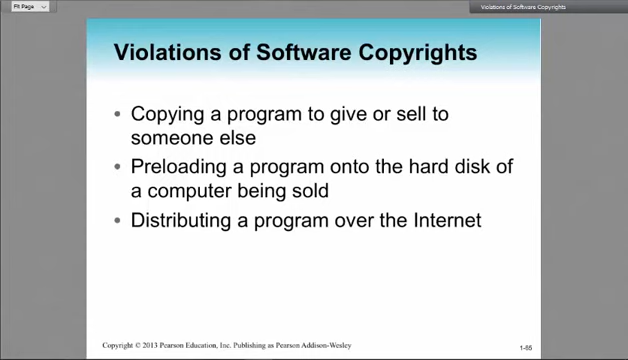 Fit Page
Violations of Software Copyrights
Violations of Software Copyrights
• Copying a program to give or sell to
someone else
• Preloading a program onto the hard disk of
a computer being sold
• Distributing a program over the Internet
Copyright © 2013 Pearson Education, Inc. Publishing as Pearson Addison-Wesley
1-85